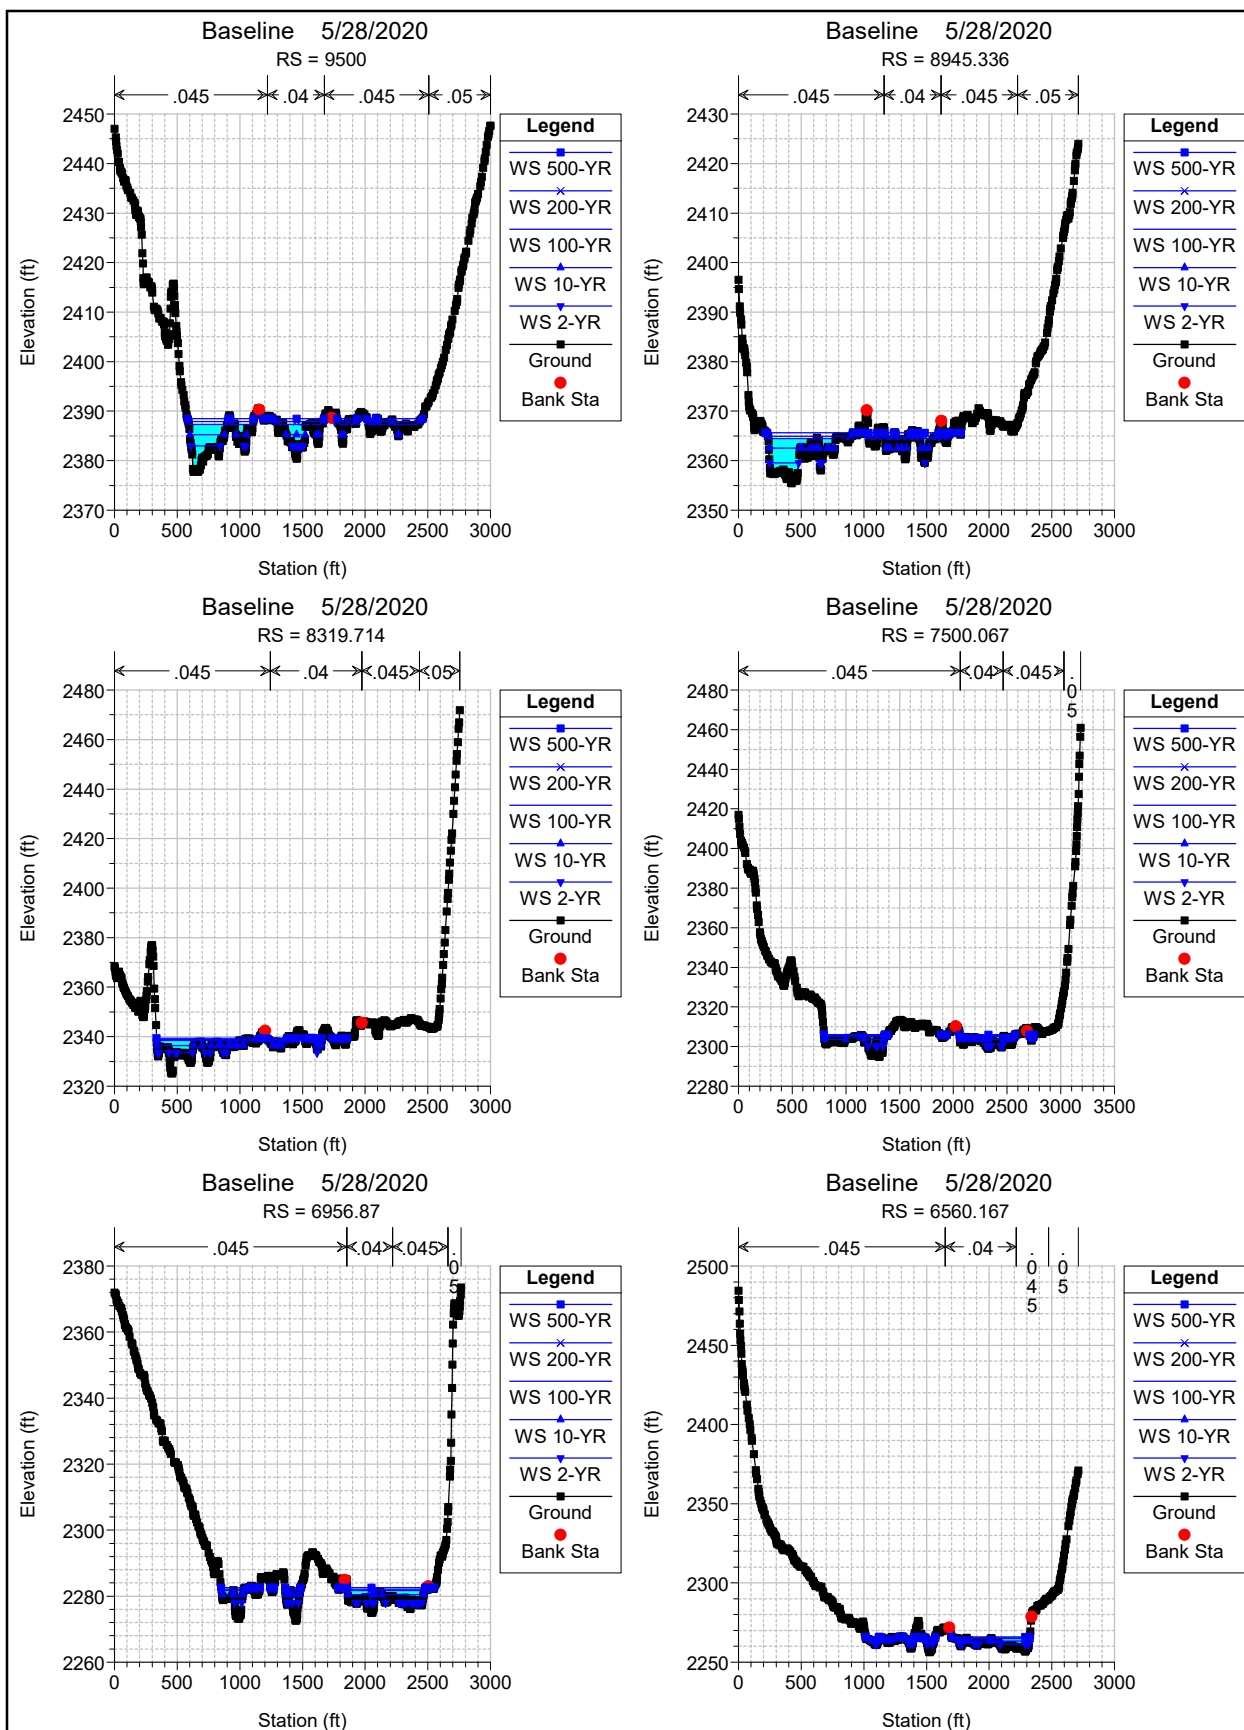 Baseline 5/28/2020
RS = 9500
.045 .04 .045 .05
2450
2440
2430
2420
2410
2400
2390
2380
2370
0 500 1000 1500 2000 2500 3000
Elevation (ft)
Station (ft)
Legend
WS 500-YR
WS 200-YR
WS 100-YR
WS 10-YR
WS 2-YR
Ground
Bank Sta
Baseline 5/28/2020
RS = 8945.336
.045 .04 .045 .05
2430
2420
2410
2400
2390
2380
2370
2360
2350
0 500 1000 1500 2000 2500 3000
Elevation (ft)
Station (ft)
Legend
WS 500-YR
WS 200-YR
WS 100-YR
WS 10-YR
WS 2-YR
Ground
Bank Sta
Baseline 5/28/2020
RS = 8319.714
.045 .04 .045 .05
2480
2460
2440
2420
2400
2380
2360
2340
2320
0 500 1000 1500 2000 2500 3000
Elevation (ft)
Station (ft)
Legend
WS 500-YR
WS 200-YR
WS 100-YR
WS 10-YR
WS 2-YR
Ground
Bank Sta
Baseline 5/28/2020
RS = 7500.067
.045 .04 .045 .05
2480
2460
2440
2420
2400
2380
2360
2340
2320
2300
2280
0 500 1000 1500 2000 2500 3000 3500
Elevation (ft)
Station (ft)
Legend
WS 500-YR
WS 200-YR
WS 100-YR
WS 10-YR
WS 2-YR
Ground
Bank Sta
Baseline 5/28/2020
RS = 6956.87
.045 .04 .045 .05
2380
2360
2340
2320
2300
2280
2260
0 500 1000 1500 2000 2500 3000
Elevation (ft)
Station (ft)
Legend
WS 500-YR
WS 200-YR
WS 100-YR
WS 10-YR
WS 2-YR
Ground
Bank Sta
Baseline 5/28/2020
RS = 6560.167
.045 .04 .045 .05
2500
2450
2400
2350
2300
2250
0 500 1000 1500 2000 2500 3000
Elevation (ft)
Station (ft)
Legend
WS 500-YR
WS 200-YR
WS 100-YR
WS 10-YR
WS 2-YR
Ground
Bank Sta